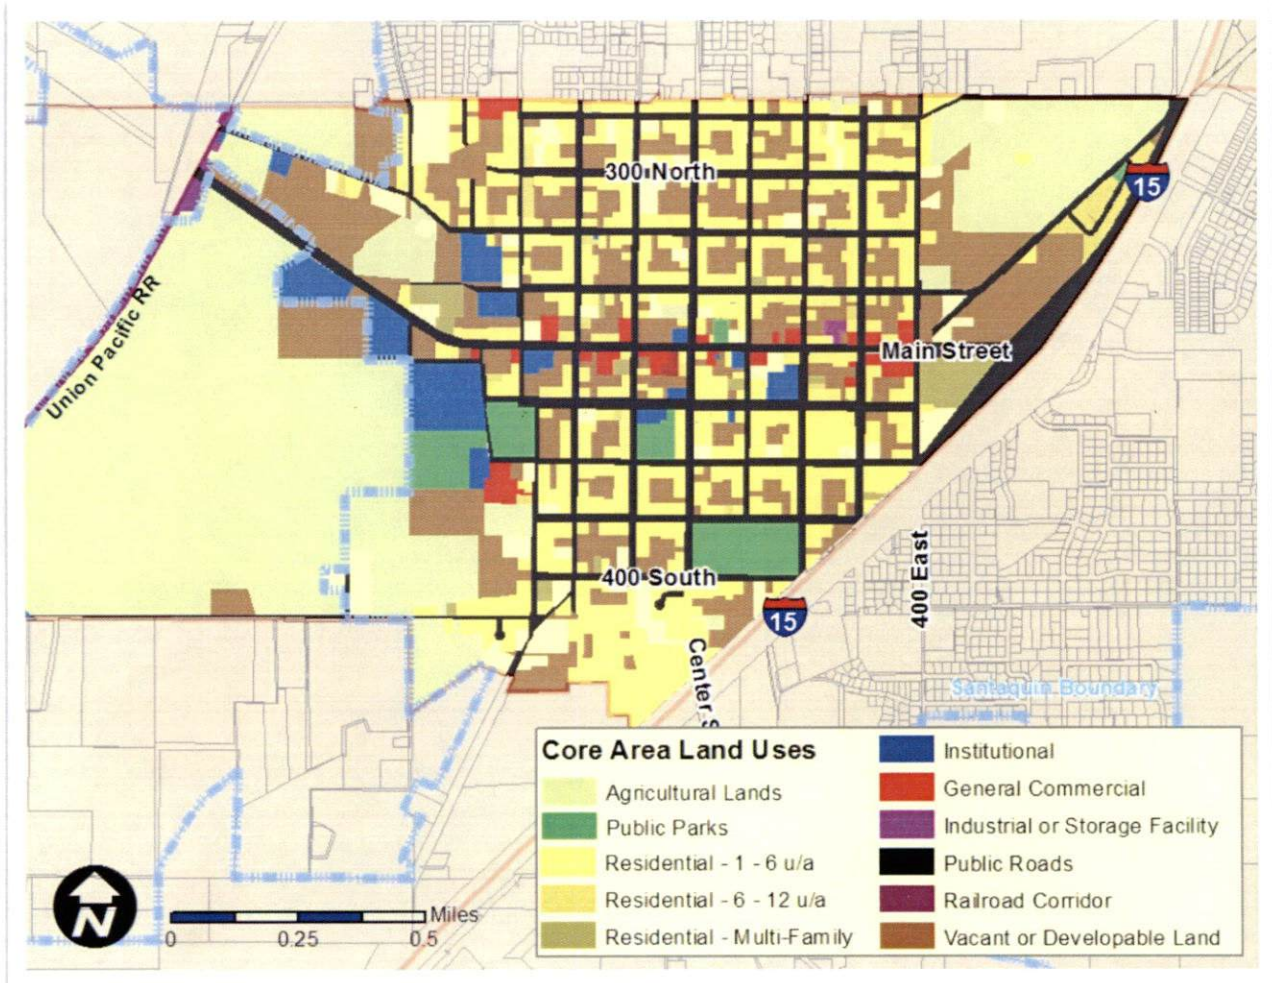 300 North
15
Main Street
Union Pacific RR
400 South
400 East
15
Center S
Santaquin Boundary
Core Area Land Uses
Agricultural Lands
Public Parks
Residential - 1 - 6 u/a
Residential - 6 - 12 u/a
Residential - Multi-Family
Institutional
General Commercial
Industrial or Storage Facility
Public Roads
Railroad Corridor
Vacant or Developable Land
N
Miles
0 0.25 0.5